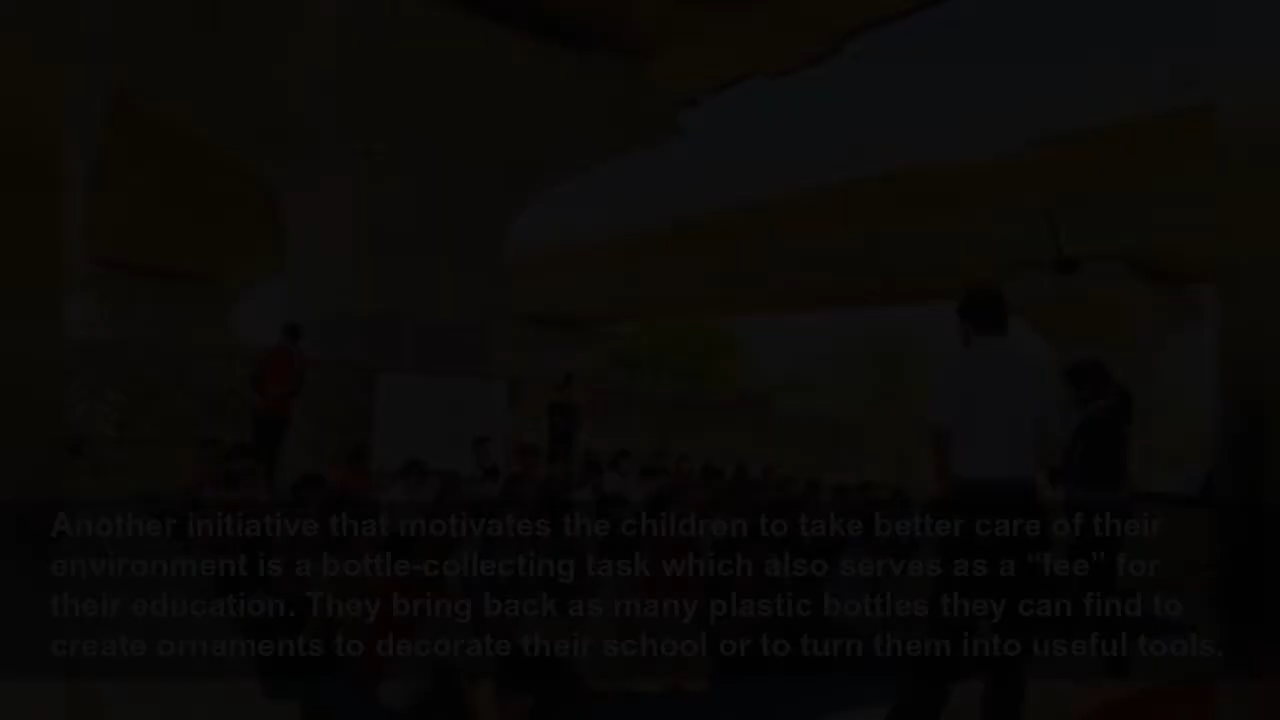 Another initiative that motivates the children to take better care of their
environment is a bottle-collecting task which also serves as a “fee” for
their education. They bring back as many plastic bottles they can find to
create ornaments to decorate their school or to turn them into useful tools.